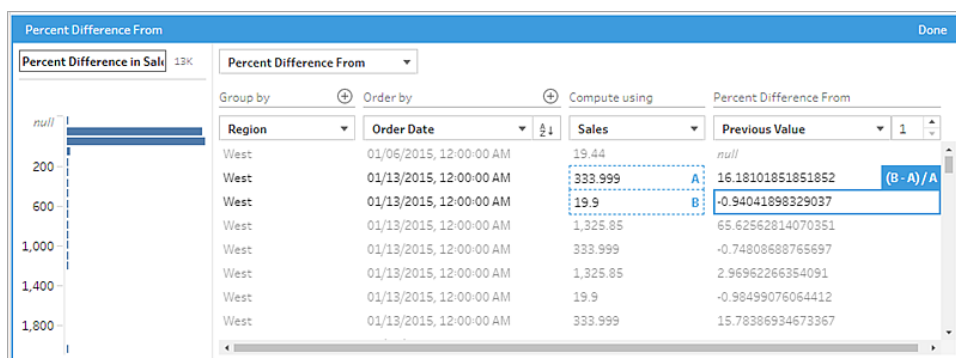 Percent Difference From Done
Percent Difference in Sale 13K Percent Difference From
Group by Order by Compute using Percent Difference From
null Region Order Date Sales Previous Value 1
West 01/06/2015, 12:00:00 AM 19.44 null
200 West 01/13/2015, 12:00:00 AM 333.999 A 16.18101851851852 (B - A) / A
West 01/13/2015, 12:00:00 AM 19.9 B -0.94041898329037
600 West 01/13/2015, 12:00:00 AM 1,325.85 65.62562814070351
1,000 West 01/13/2015, 12:00:00 AM 333.999 -0.74808688765697
West 01/13/2015, 12:00:00 AM 1,325.85 2.96962266354091
1,400 West 01/13/2015, 12:00:00 AM 19.9 -0.98499076064412
1,800 West 01/13/2015, 12:00:00 AM 333.999 15.78386934673367